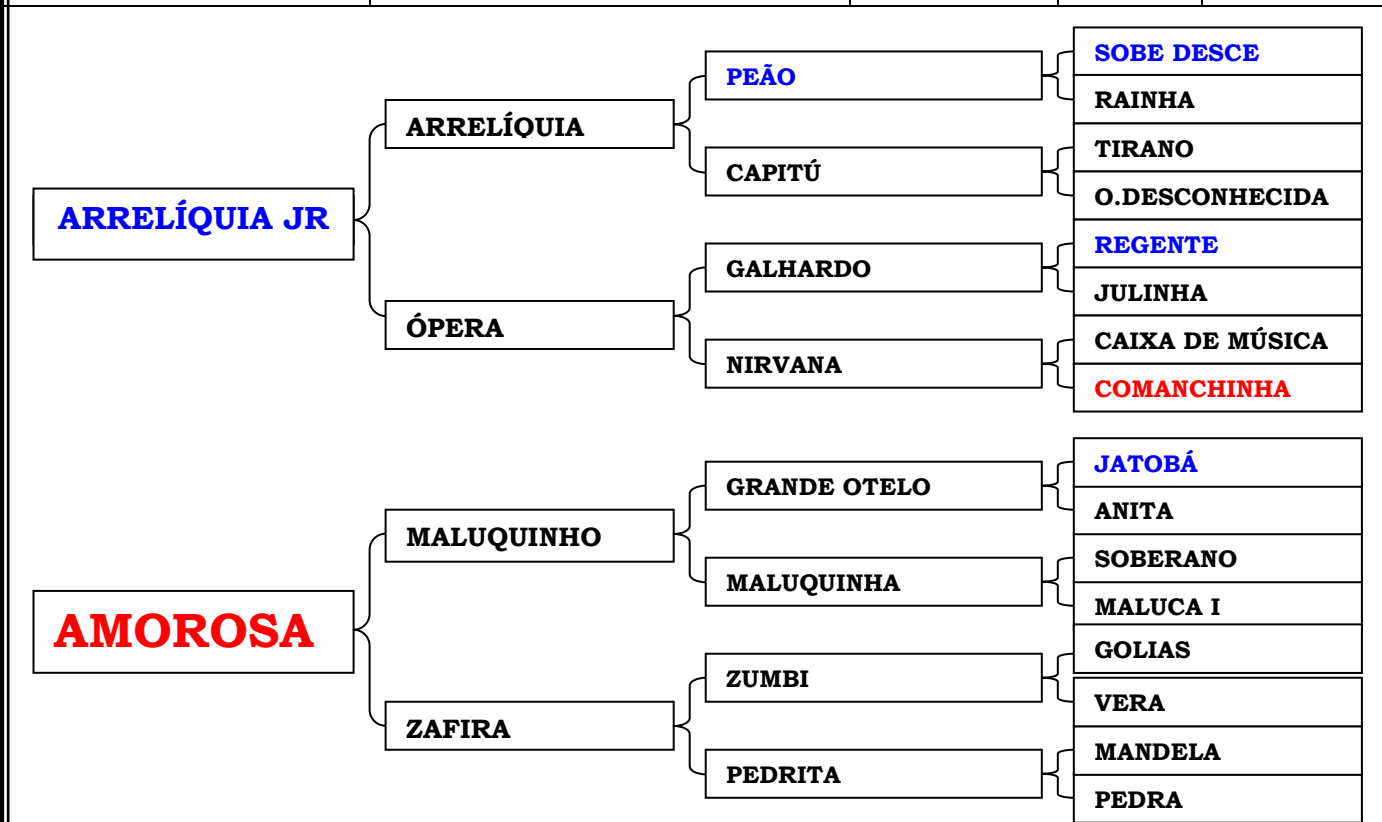 SOBE DESCE
PEÃO
RAINHA
ARRELÍQUIA
TIRANO
CAPITÚ
O.DESCONHECIDA
ARRELÍQUIA JR
REGENTE
GALHARDO
JULINHA
ÓPERA
CAIXA DE MÚSICA
NIRVANA
COMANCHINHA
JATOBÁ
GRANDE OTELO
ANITA
MALUQUINHO
SOBERANO
MALUQUINHA
MALUCA I
AMOROSA
GOLIAS
ZUMBI
VERA
ZAFIRA
MANDELA
PEDRITA
PEDRA